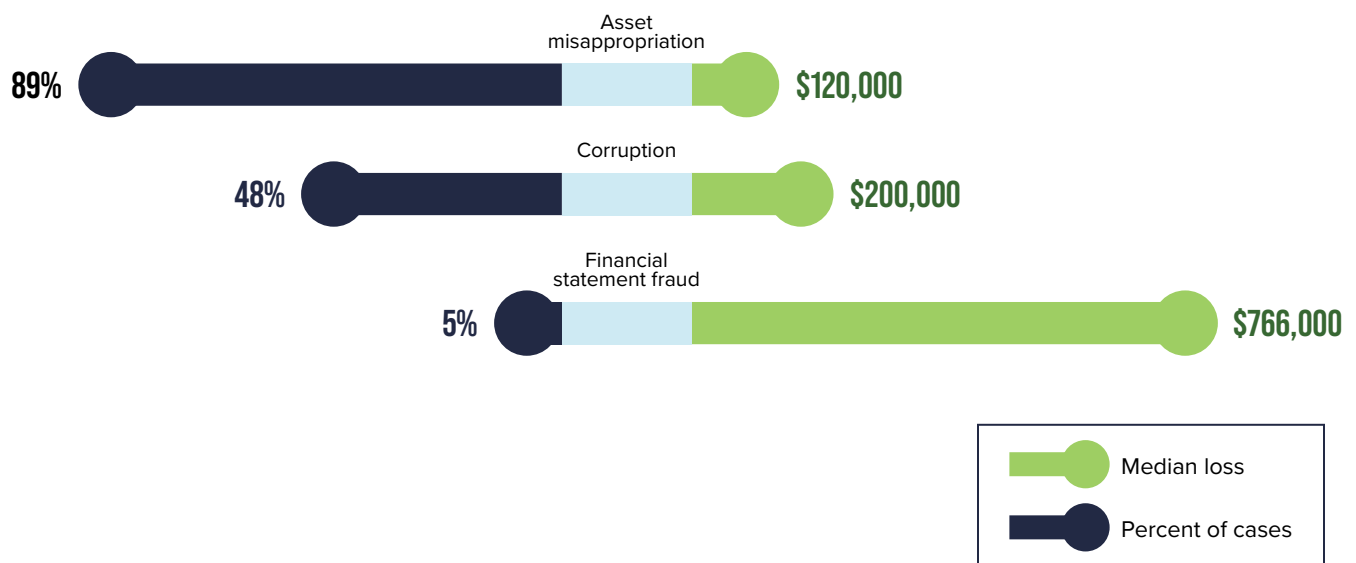 Asset
misappropriation
89%
$120,000
Corruption
48%
$200,000
Financial
statement fraud
5%
$766,000
Median loss
Percent of cases